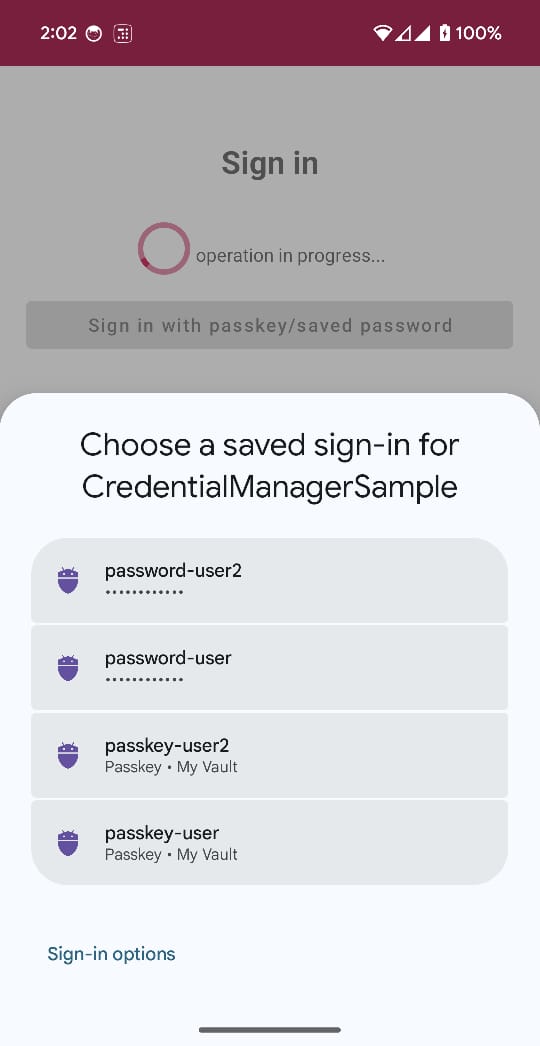 2:02
100%
Sign in
operation in progress...
Sign in with passkey/saved password
Choose a saved sign-in for
CredentialManagerSample
password-user2
••••••••••••
password-user
••••••••••••
passkey-user2
Passkey • My Vault
passkey-user
Passkey • My Vault
Sign-in options